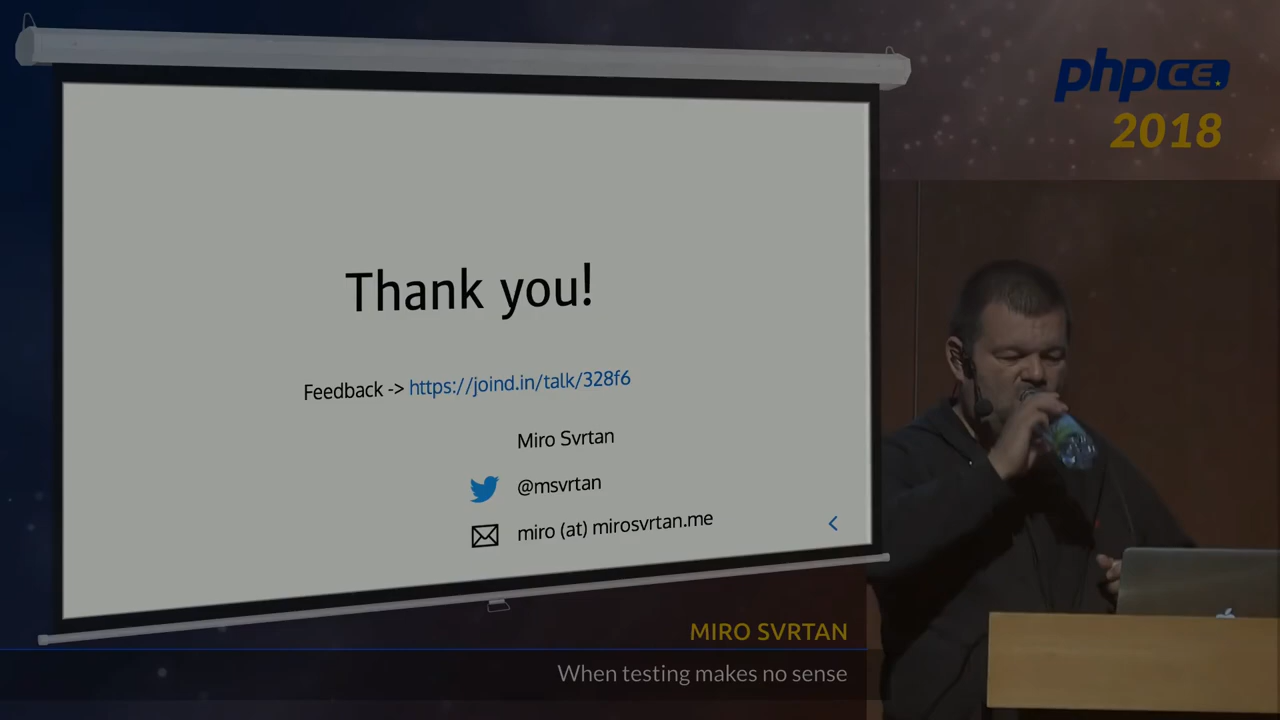 phpCE.
2018
Thank you!
Feedback -> https://joind.in/talk/328f6
Miro Svrtan
@msvrtan
miro (at) mirosvrtan.me
MIRO SVRTAN
When testing makes no sense